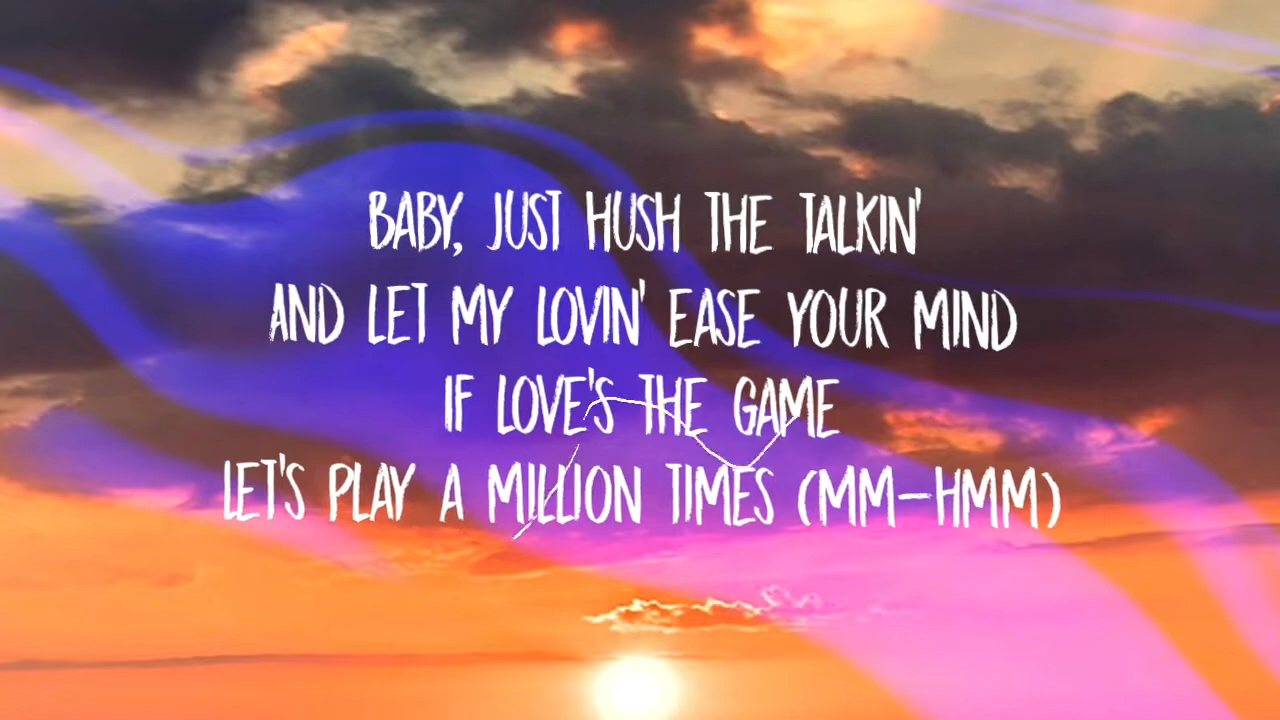 BABY, JUST HUSH THE TALKIN'
AND LET MY LOVIN' EASE YOUR MIND
IF LOVE'S THE GAME
LET'S PLAY A MILLION TIMES (MM-HMM)